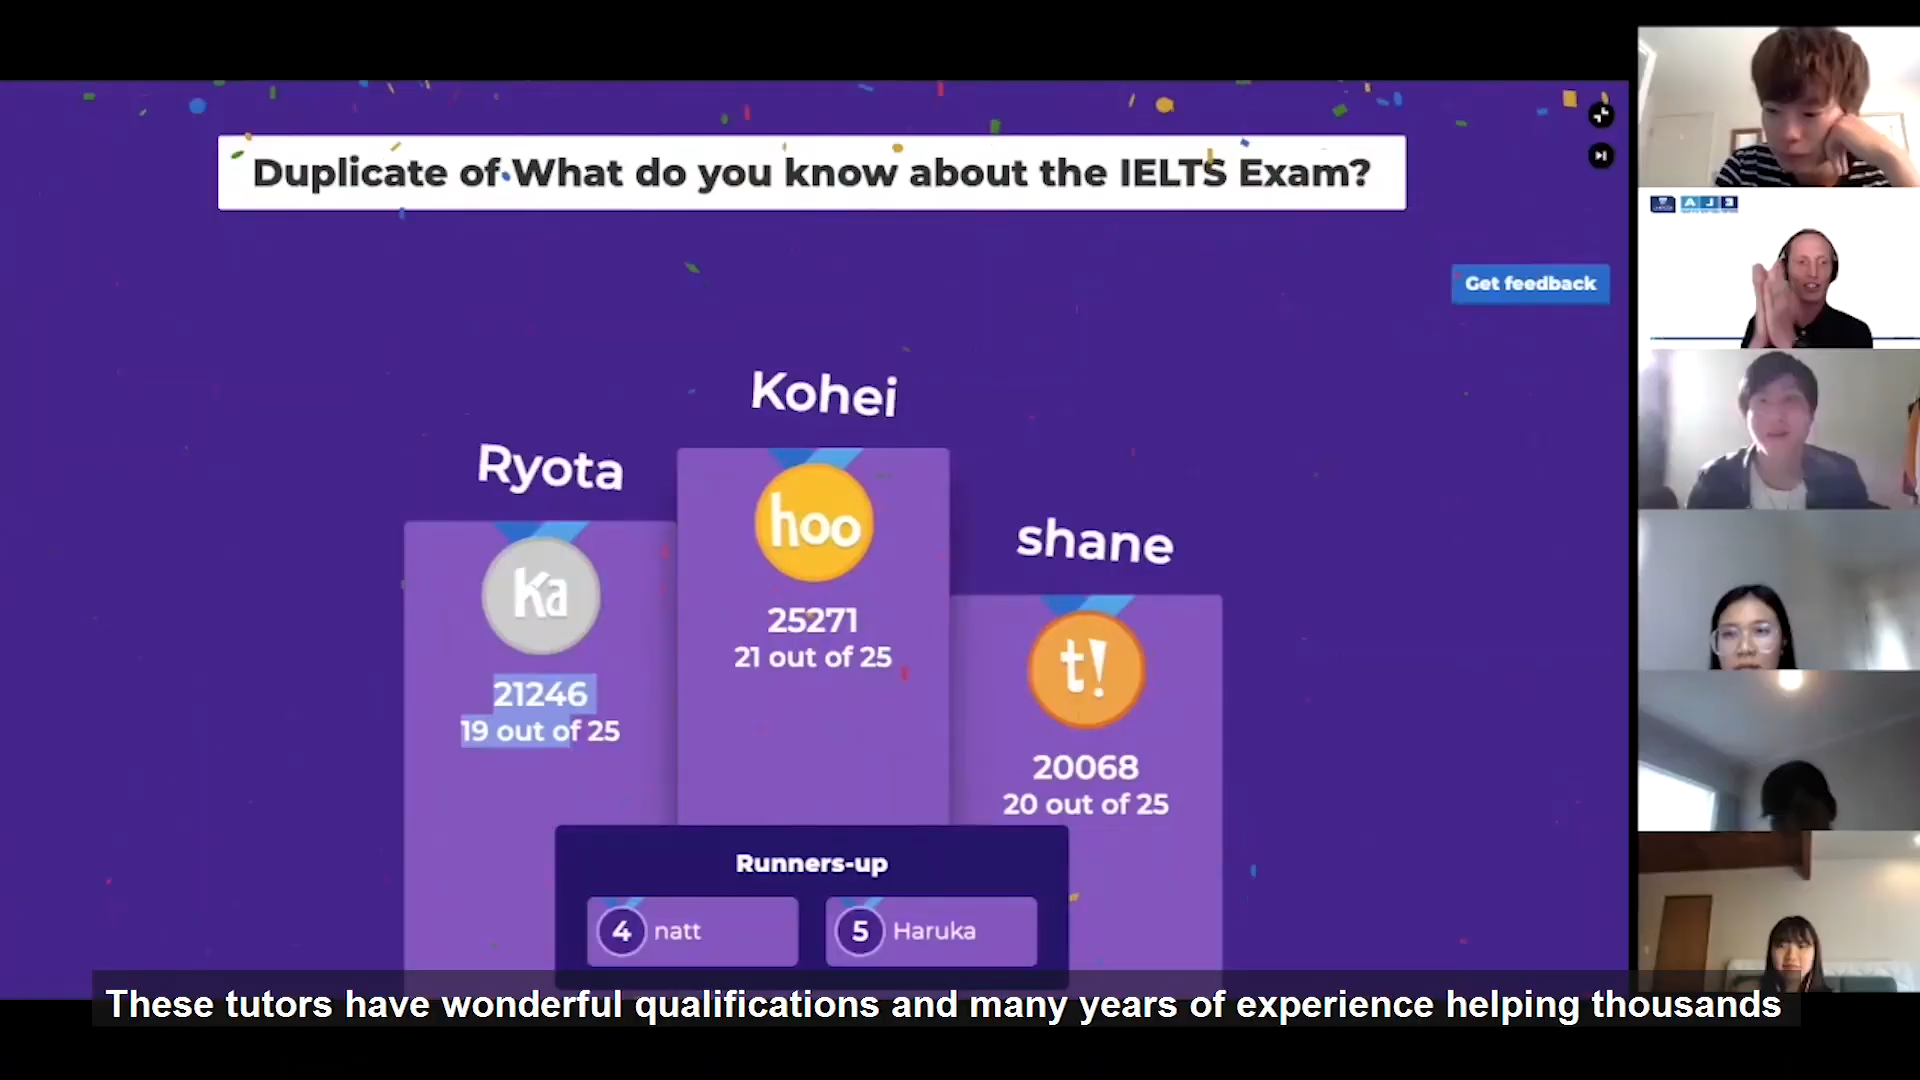 Duplicate of What do you know about the IELTS Exam?
Get feedback
Kohei
Ryota
shane
hoo
ka
t!
25271
21 out of 25
21246
19 out of 25
20068
20 out of 25
Runners-up
4 natt
5 Haruka
These tutors have wonderful qualifications and many years of experience helping thousands